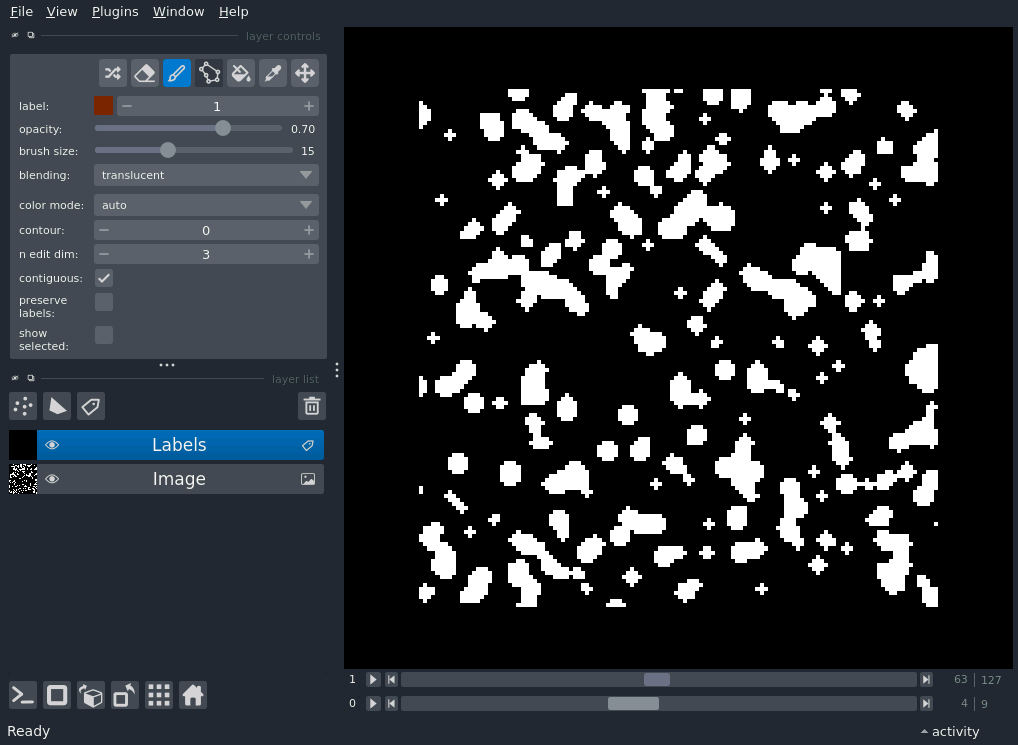 File View Plugins Window Help
layer controls
label: 1
opacity: 0.70
brush size: 15
blending: translucent
color mode: auto
contour: 0
n edit dim: 3
contiguous:
preserve
labels:
show
selected:
layer list
Labels
Image
1 63 127
0 4 9
Ready activity